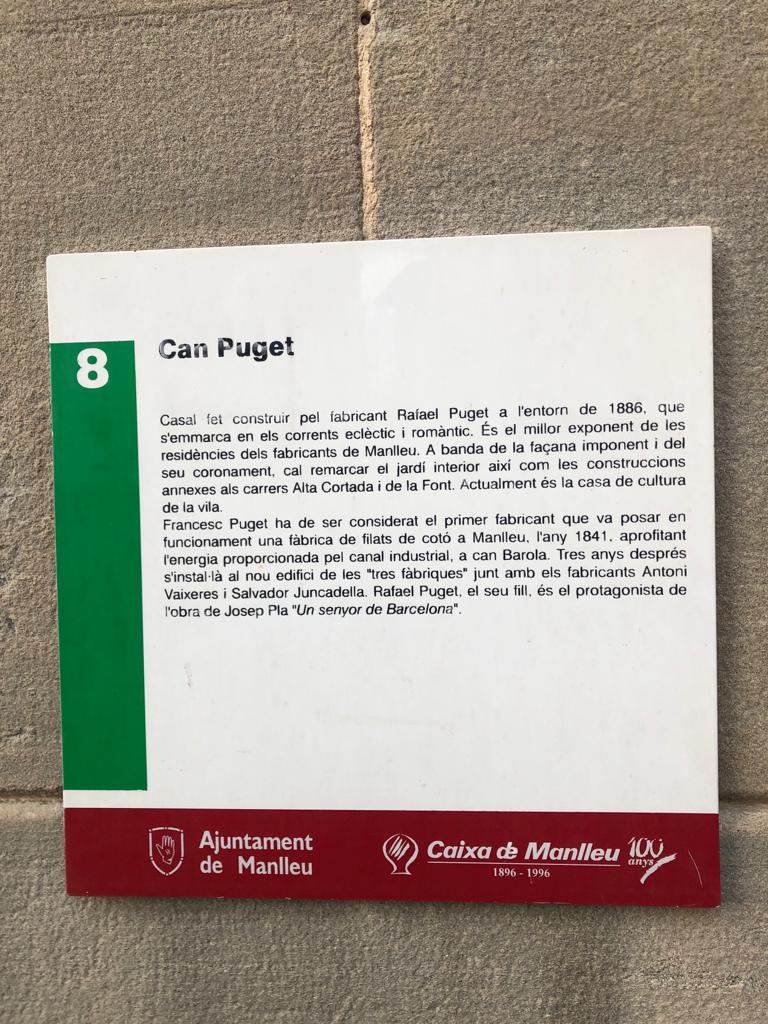 8
Can Puget
Casal fet construir pel fabricant Rafael Puget a l'entorn de 1886, que
s'emmarca en els corrents eclèctic i romàntic. És el millor exponent de les
residències dels fabricants de Manlleu. A banda de la façana imponent i del
seu coronament, cal remarcar el jardí interior així com les construccions
annexes als carrers Alta Cortada i de la Font. Actualment és la casa de cultura
de la vila.
Francesc Puget ha de ser considerat el primer fabricant que va posar en
funcionament una fàbrica de filats de cotó a Manlleu, l'any 1841, aprofitant
l'energia proporcionada pel canal industrial, a can Barola. Tres anys després
s'instal·là al nou edifici de les "tres fàbriques" junt amb els fabricants Antoni
Vaixeres i Salvador Juncadella. Rafael Puget, el seu fill, és el protagonista de
l'obra de Josep Pla "Un senyor de Barcelona".
Ajuntament
de Manlleu
Caixa de Manlleu
1896 - 1996
100
anys